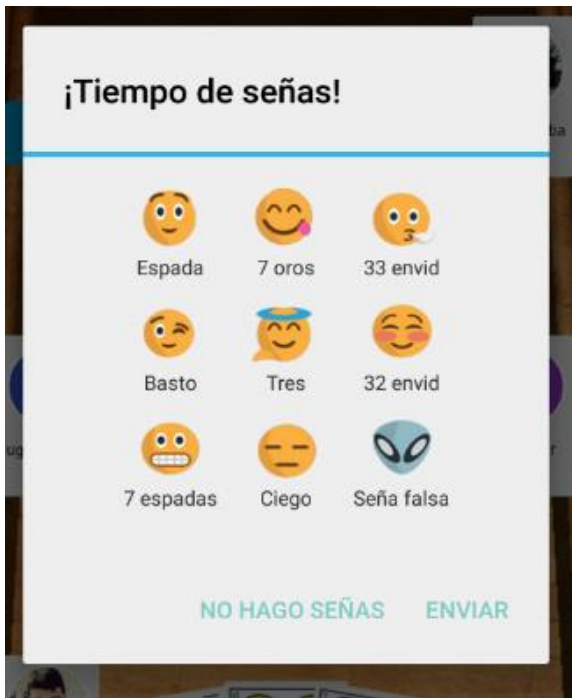 ¡Tiempo de señas!
Espada 7 oros 33 envid
Basto Tres 32 envid
7 espadas Ciego Seña falsa
NO HAGO SEÑAS ENVIAR